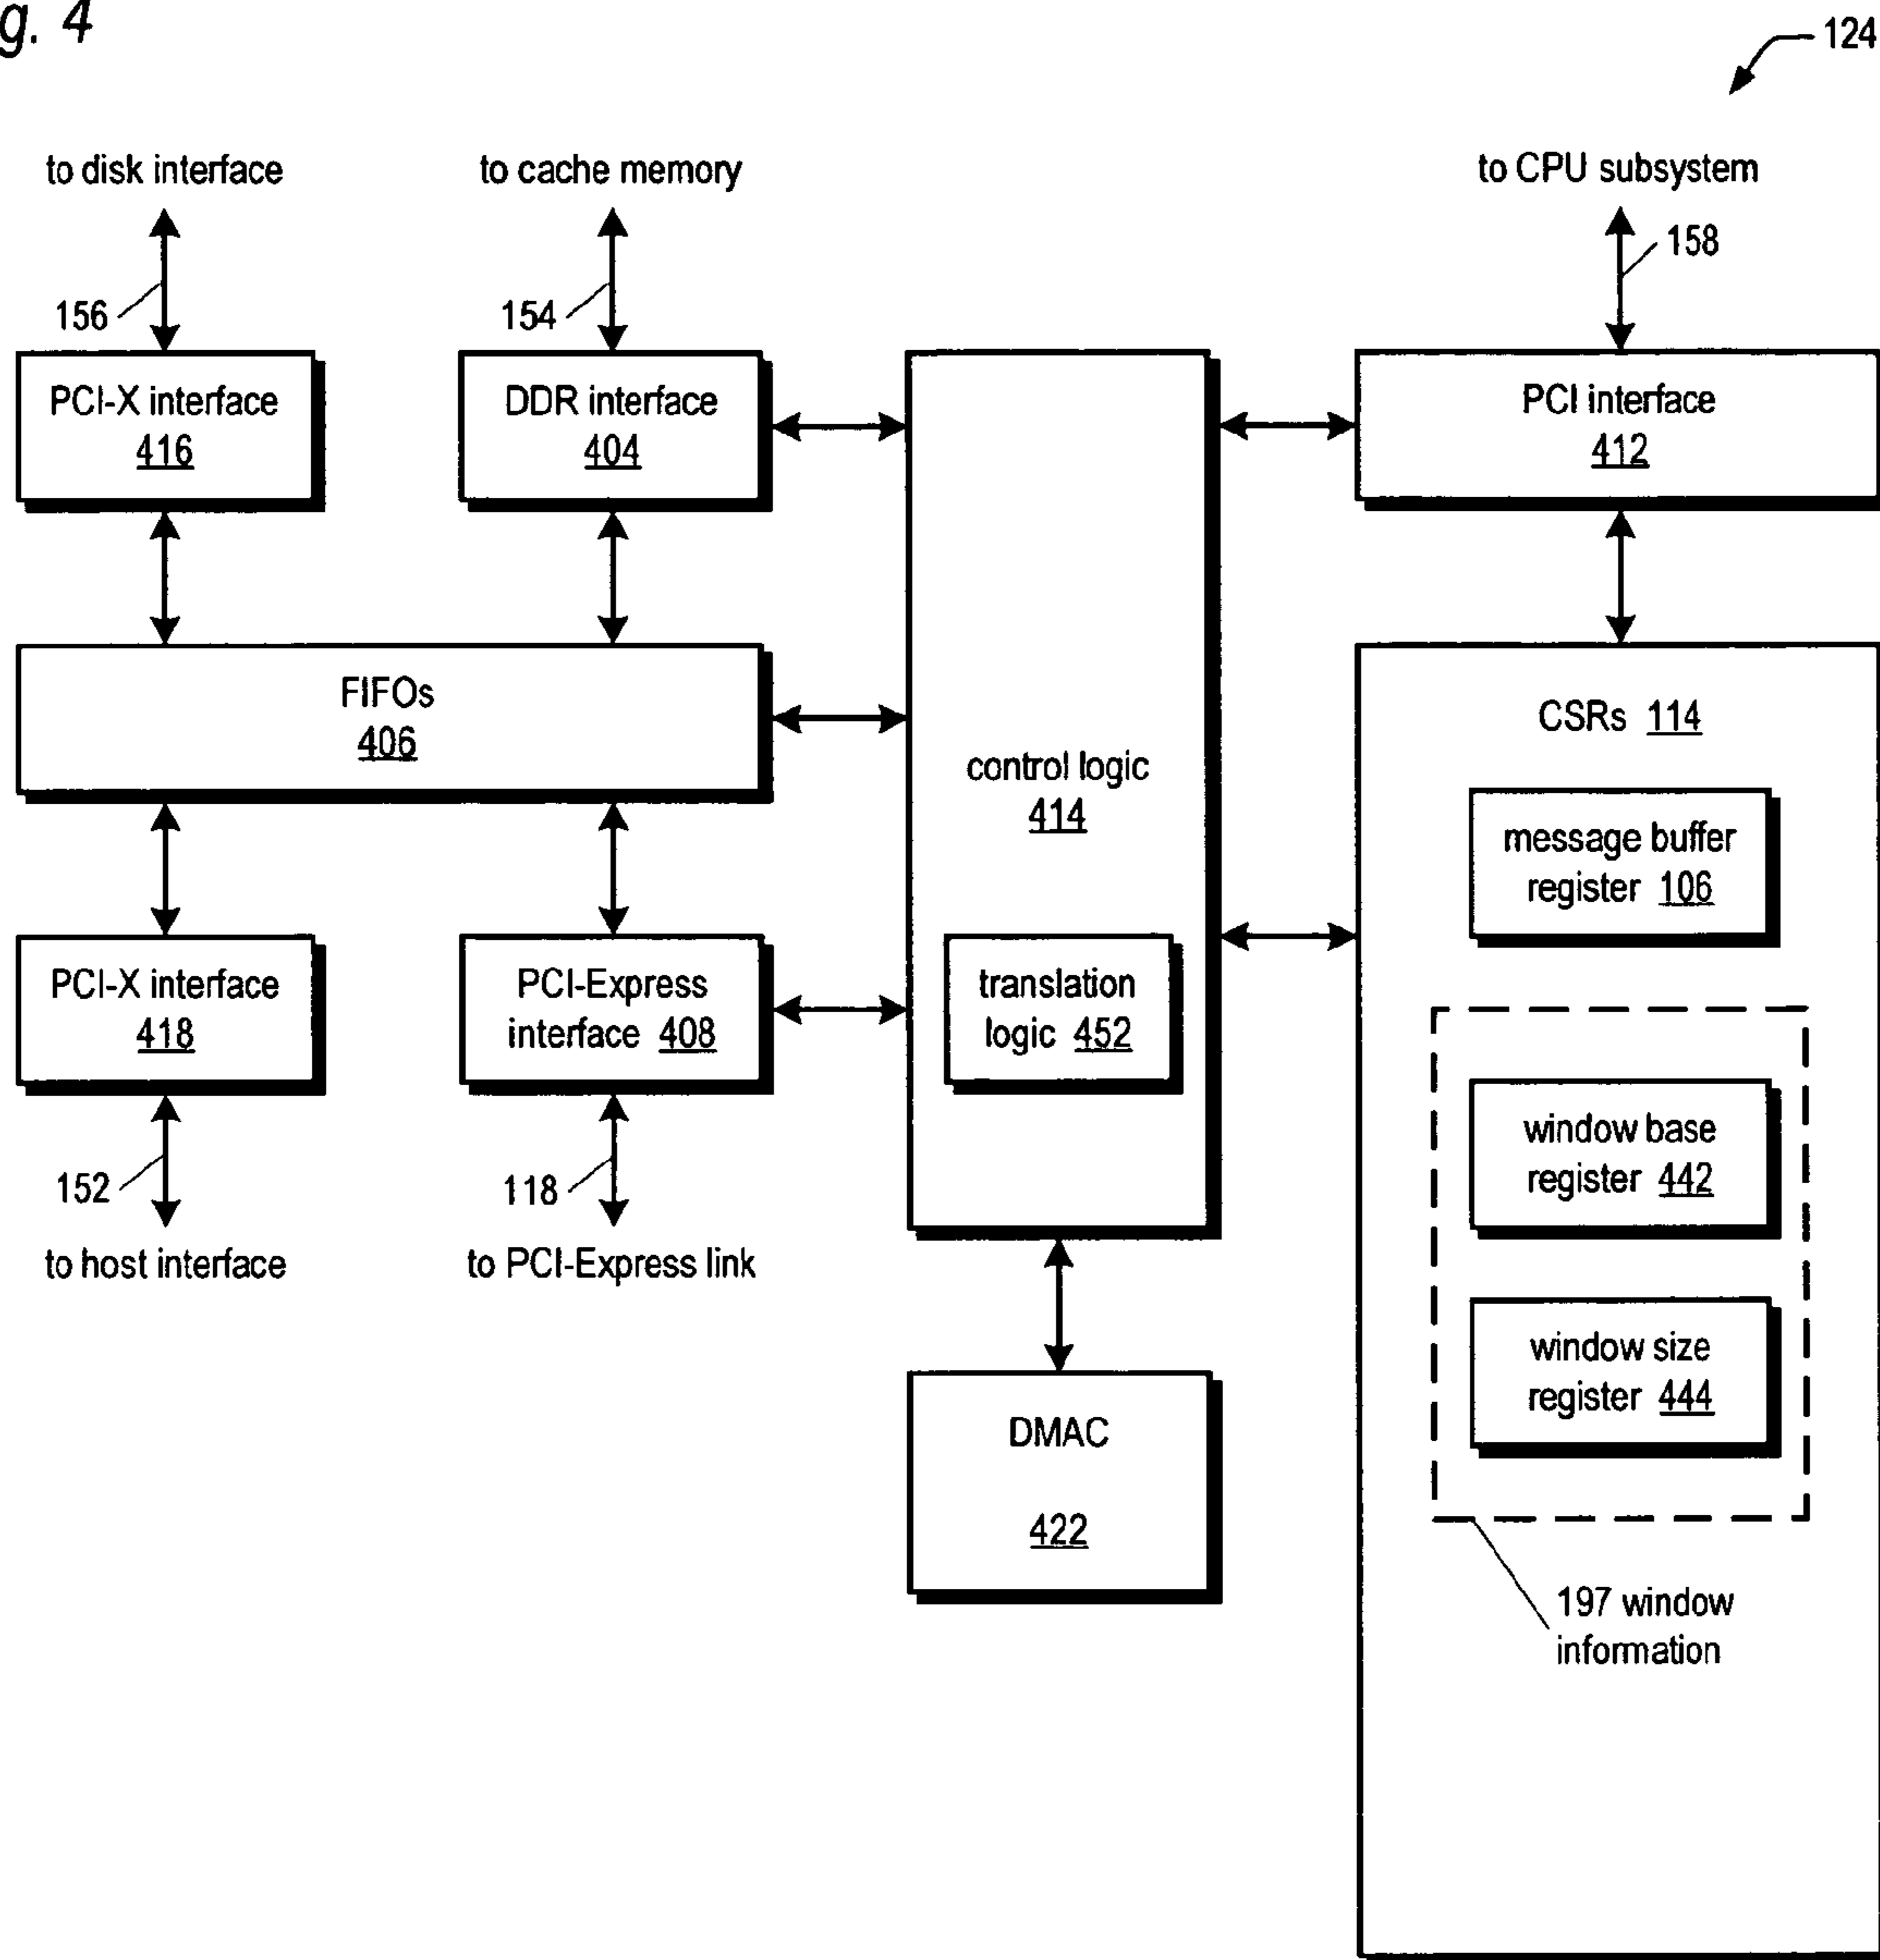 g. 4
124
to disk interface
to cache memory
to CPU subsystem
156
154
158
PCI-X interface
416
DDR interface
404
PCI interface
412
FIFOs
406
control logic
414
translation
logic 452
CSRs 114
message buffer
register 106
PCI-X interface
418
PCI-Express
interface 408
window base
register 442
152
118
to host interface
to PCI-Express link
window size
register 444
DMAC
422
197 window
information